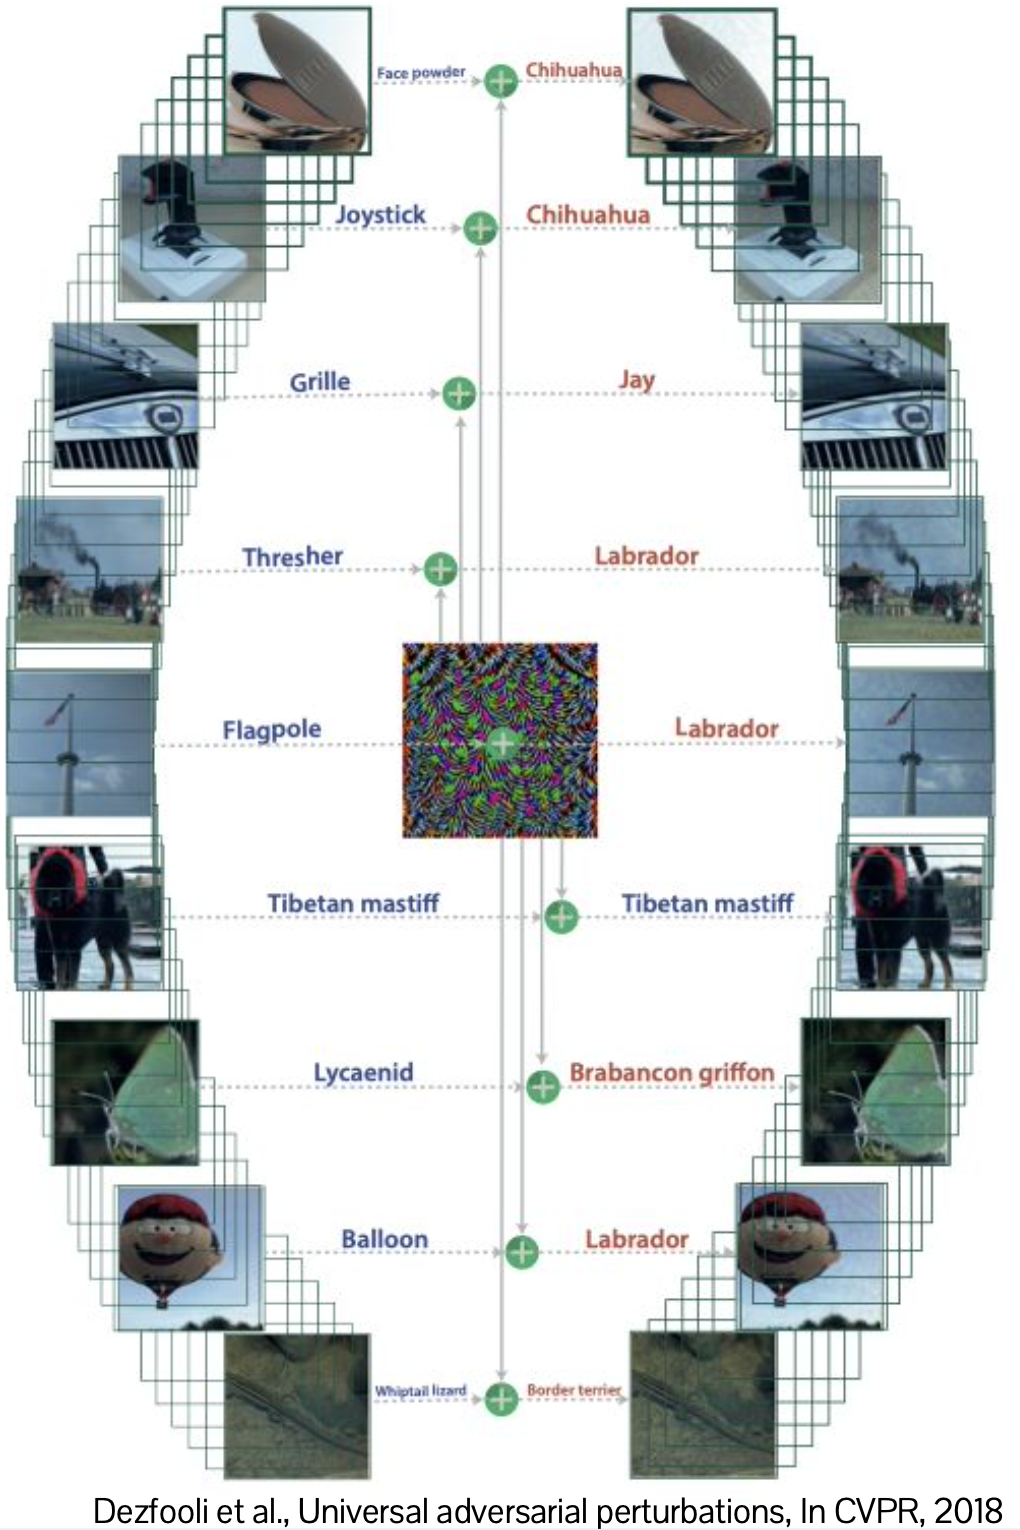 Face powder Chihuahua
Joystick Chihuahua
Grille Jay
Thresher Labrador
Flagpole Labrador
Tibetan mastiff Tibetan mastiff
Lycaenid Brabancon griffon
Balloon Labrador
Whiptail lizard Border terrier
Dezfooli et al., Universal adversarial perturbations, In CVPR, 2018